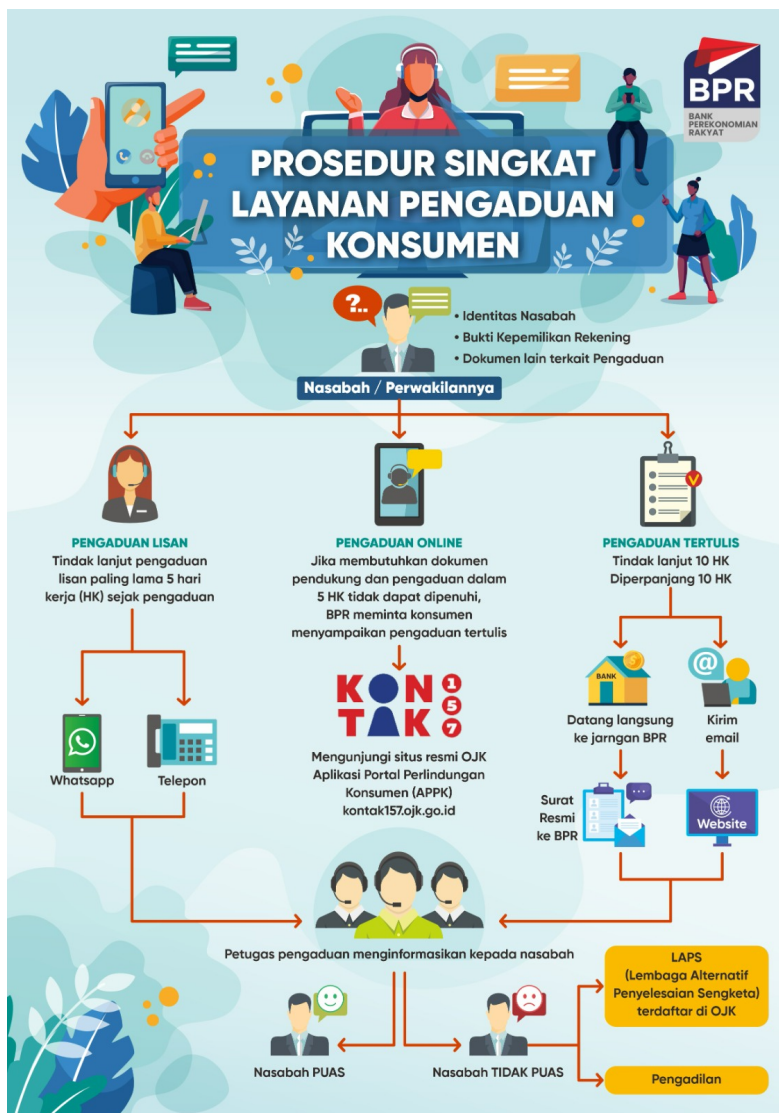 BPR
BANK
PEREKONOMIAN
RAKYAT
PROSEDUR SINGKAT
LAYANAN PENGADUAN
KONSUMEN
?..
• Identitas Nasabah
• Bukti Kepemilikan Rekening
• Dokumen lain terkait Pengaduan
Nasabah / Perwakilannya
PENGADUAN LISAN
Tindak lanjut pengaduan
lisan paling lama 5 hari
kerja (HK) sejak pengaduan
Whatsapp
Telepon
PENGADUAN ONLINE
Jika membutuhkan dokumen
pendukung dan pengaduan dalam
5 HK tidak dapat dipenuhi,
BPR meminta konsumen
menyampaikan pengaduan tertulis
KONTAK 157
Mengunjungi situs resmi OJK
Aplikasi Portal Perlindungan
Konsumen (APPK)
kontak157.ojk.go.id
PENGADUAN TERTULIS
Tindak lanjut 10 HK
Diperpanjang 10 HK
BANK
@
Datang langsung
ke jarngan BPR
Kirim
email
Surat
Resmi
ke BPR
Website
Petugas pengaduan menginformasikan kepada nasabah
Nasabah PUAS
Nasabah TIDAK PUAS
LAPS
(Lembaga Alternatif
Penyelesaian Sengketa)
terdaftar di OJK
Pengadilan